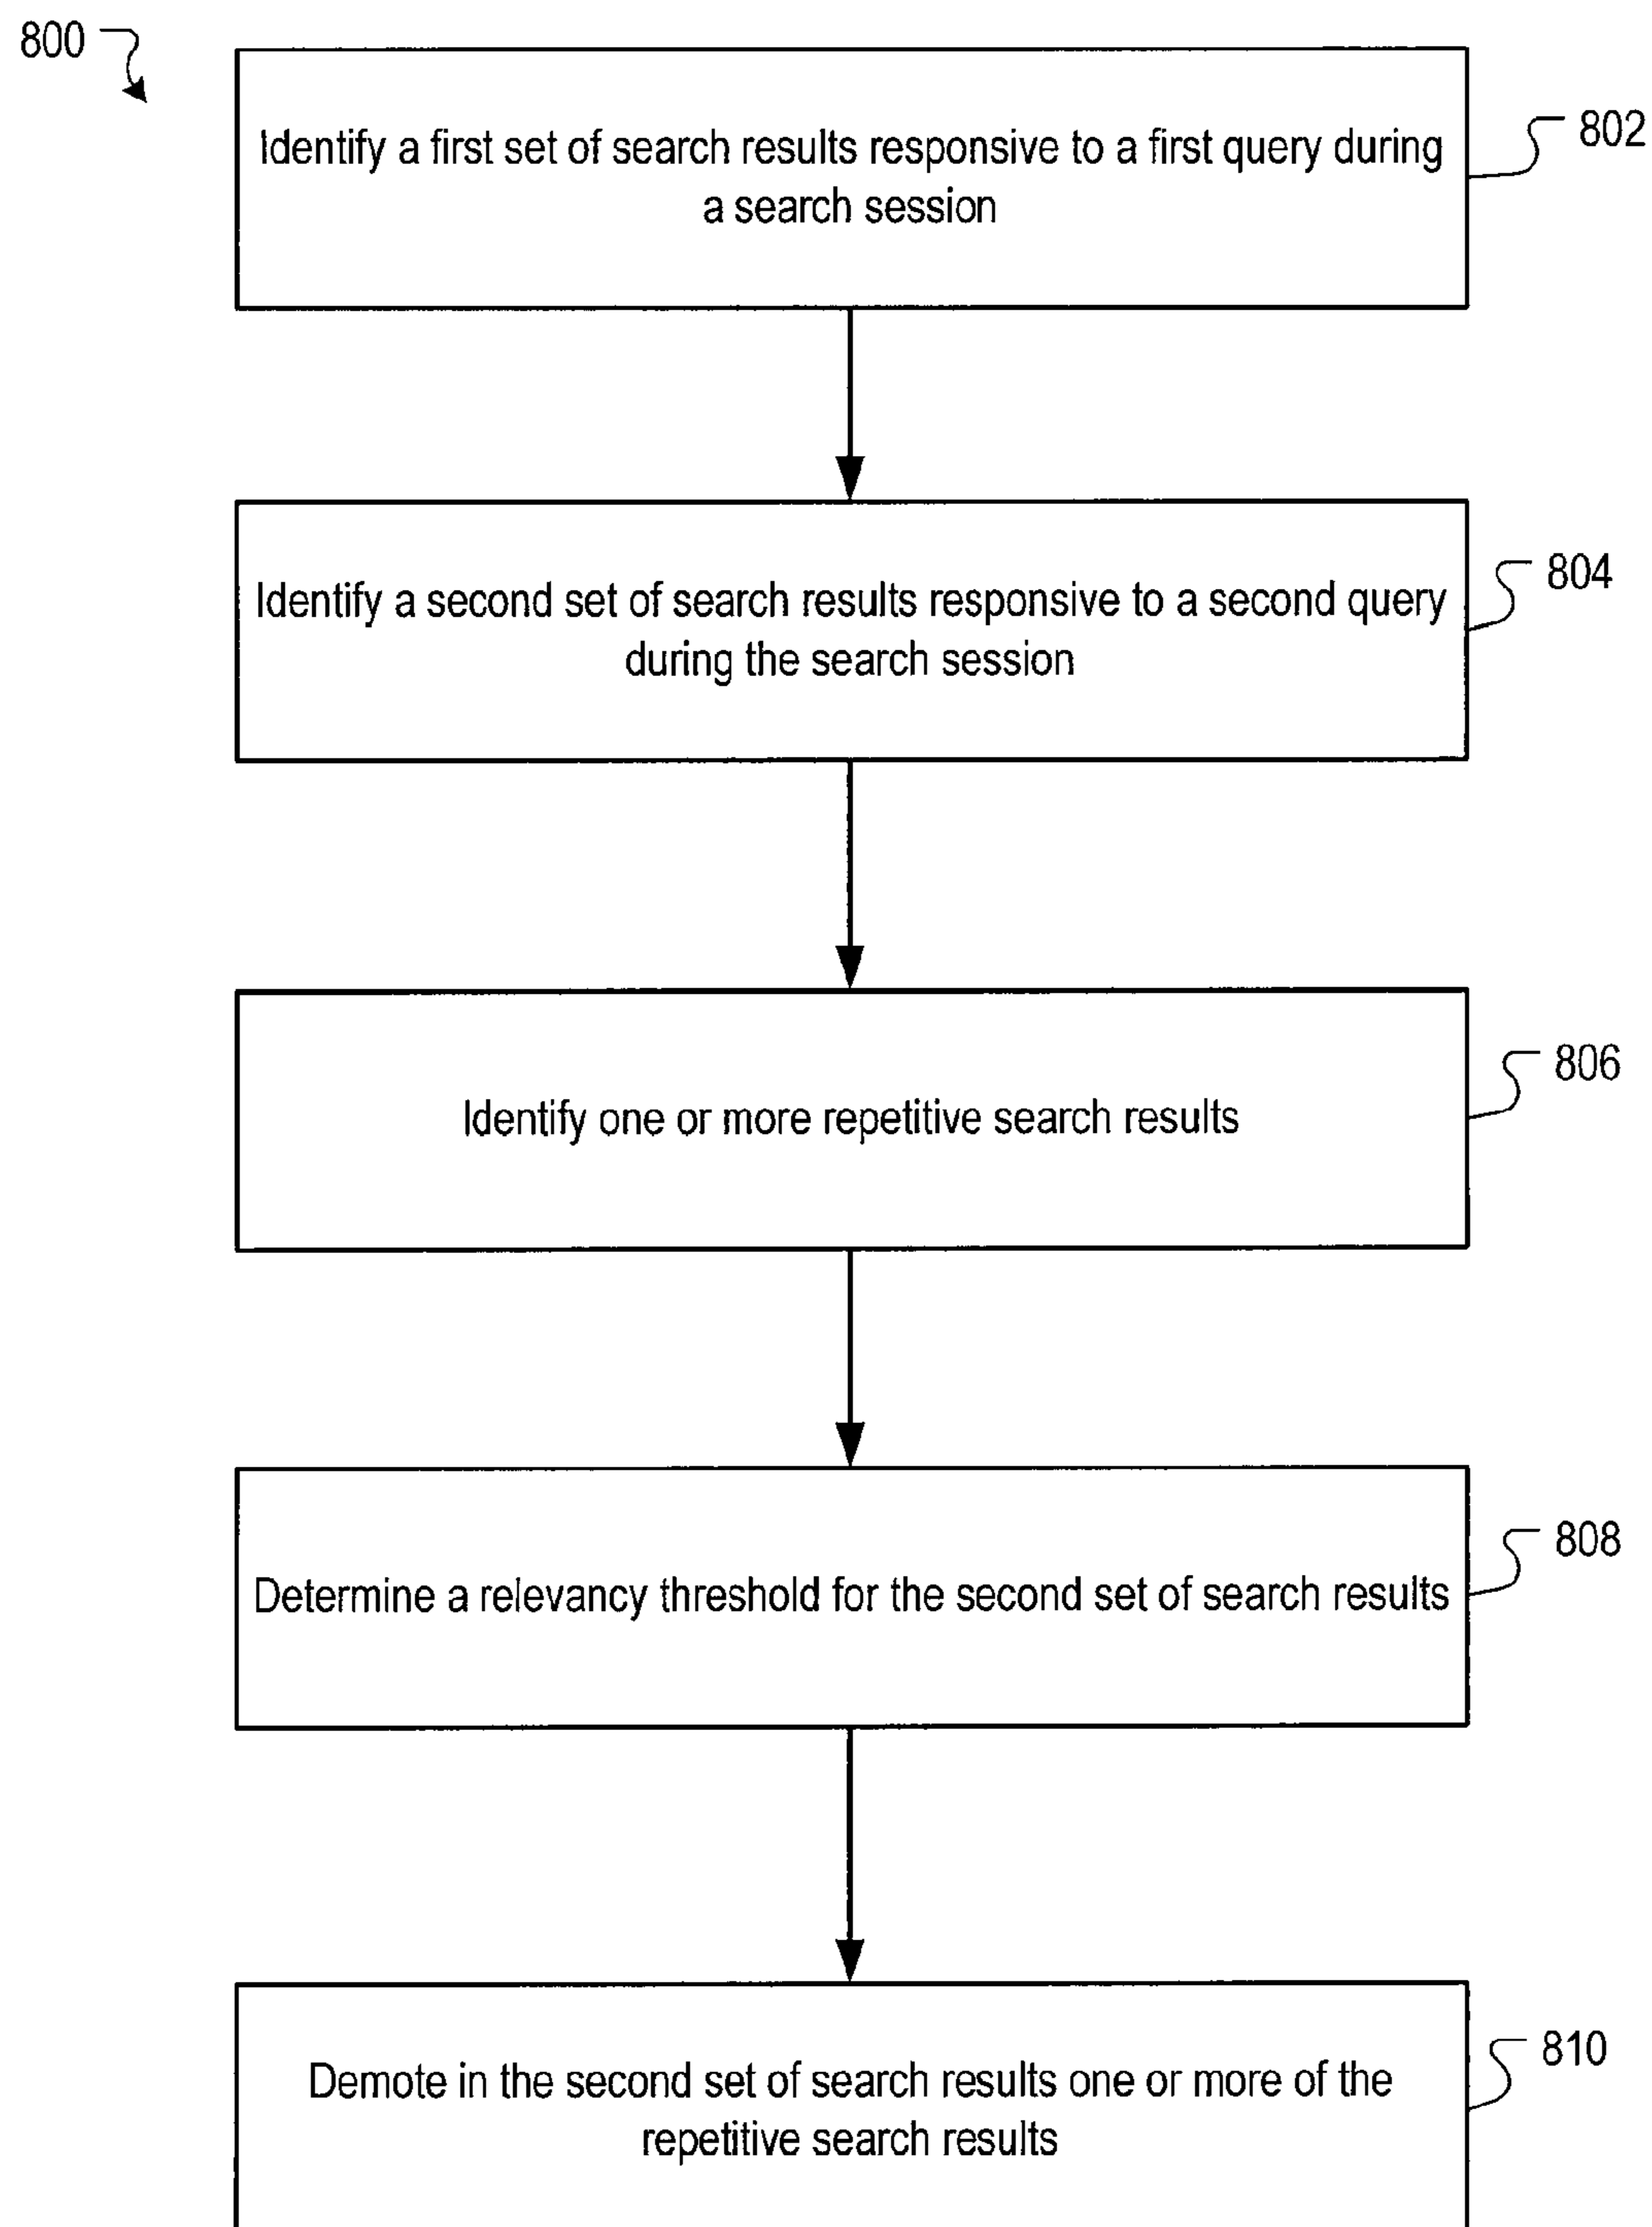 800
Identify a first set of search results responsive to a first query during
a search session
802
Identify a second set of search results responsive to a second query
during the search session
804
Identify one or more repetitive search results
806
Determine a relevancy threshold for the second set of search results
808
Demote in the second set of search results one or more of the
repetitive search results
810